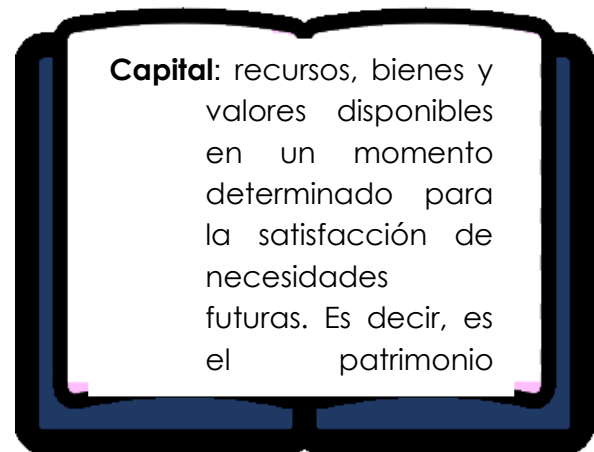 Capital: recursos, bienes y
valores disponibles
en un momento
determinado para
la satisfacción de
necesidades
futuras. Es decir, es
el patrimonio